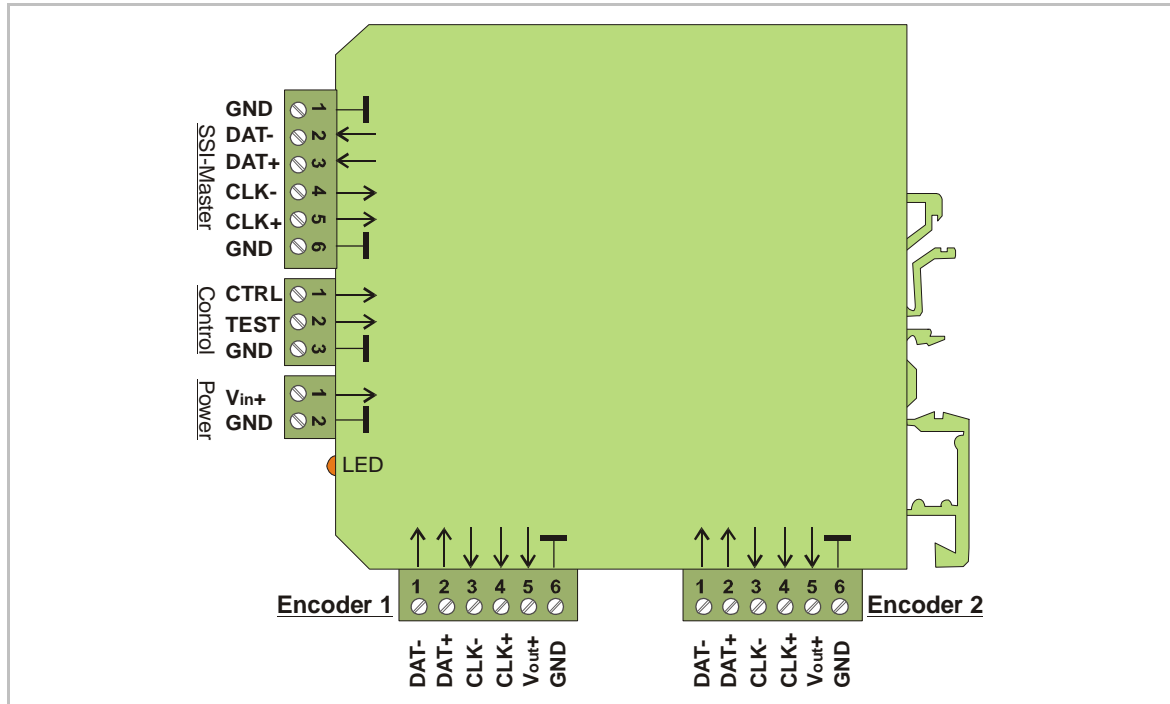 SSI-Master
GND 1
DAT- 2
DAT+ 3
CLK- 4
CLK+ 5
GND 6
Control
CTRL 1
TEST 2
GND 3
Power
Vin+ 1
GND 2
LED
Encoder 1
1 2 3 4 5 6
DAT-
DAT+
CLK-
CLK+
Vout+
GND
1 2 3 4 5 6
Encoder 2
DAT-
DAT+
CLK-
CLK+
Vout+
GND